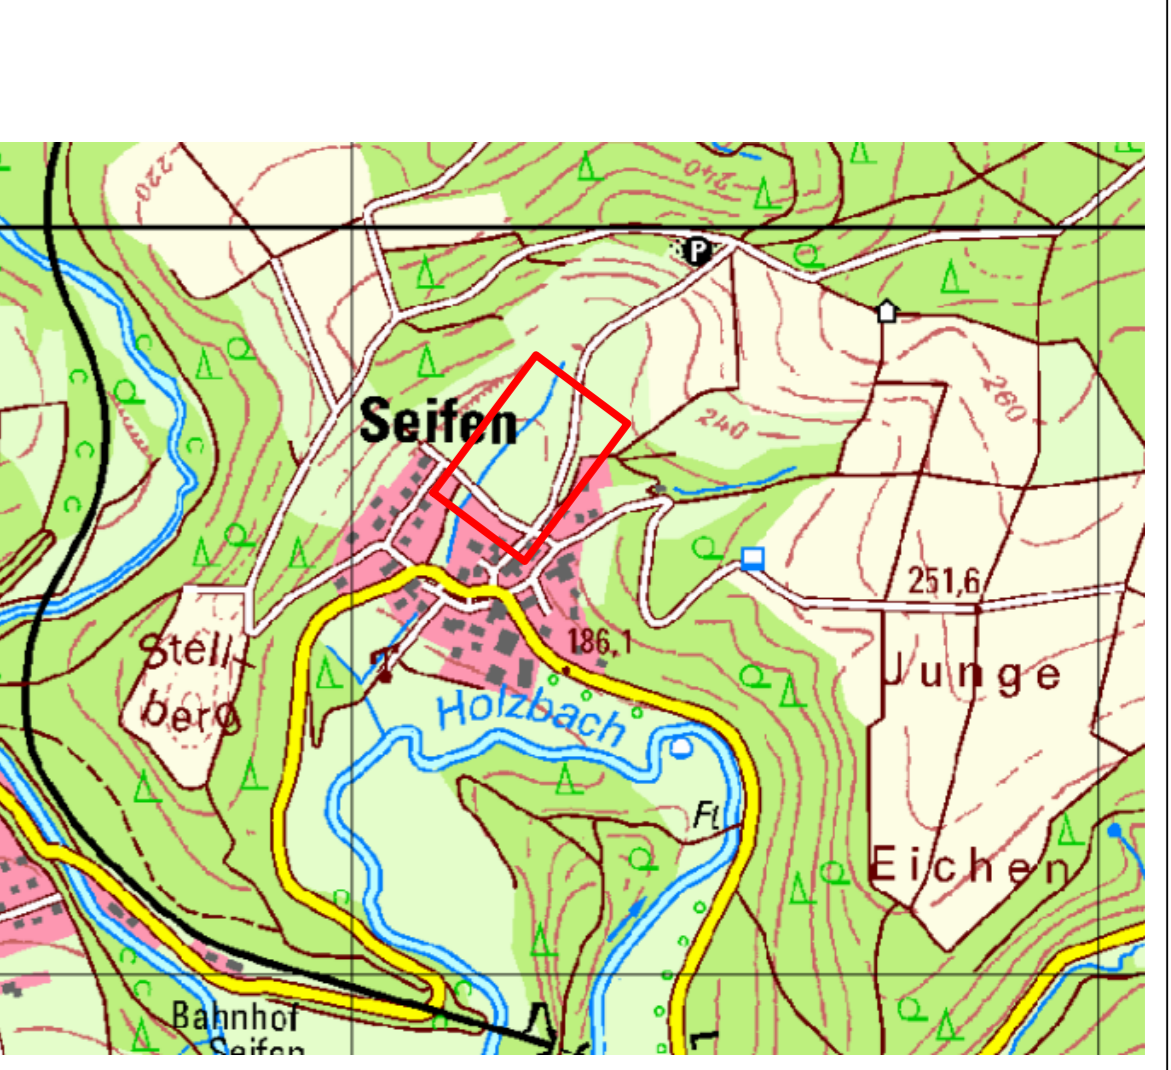 220
240
P
Seifen
260
240
251,6
Stell-
berg
186,1
Junge
Holzbach
Fl
Eichen
Bahnhof
Seifen